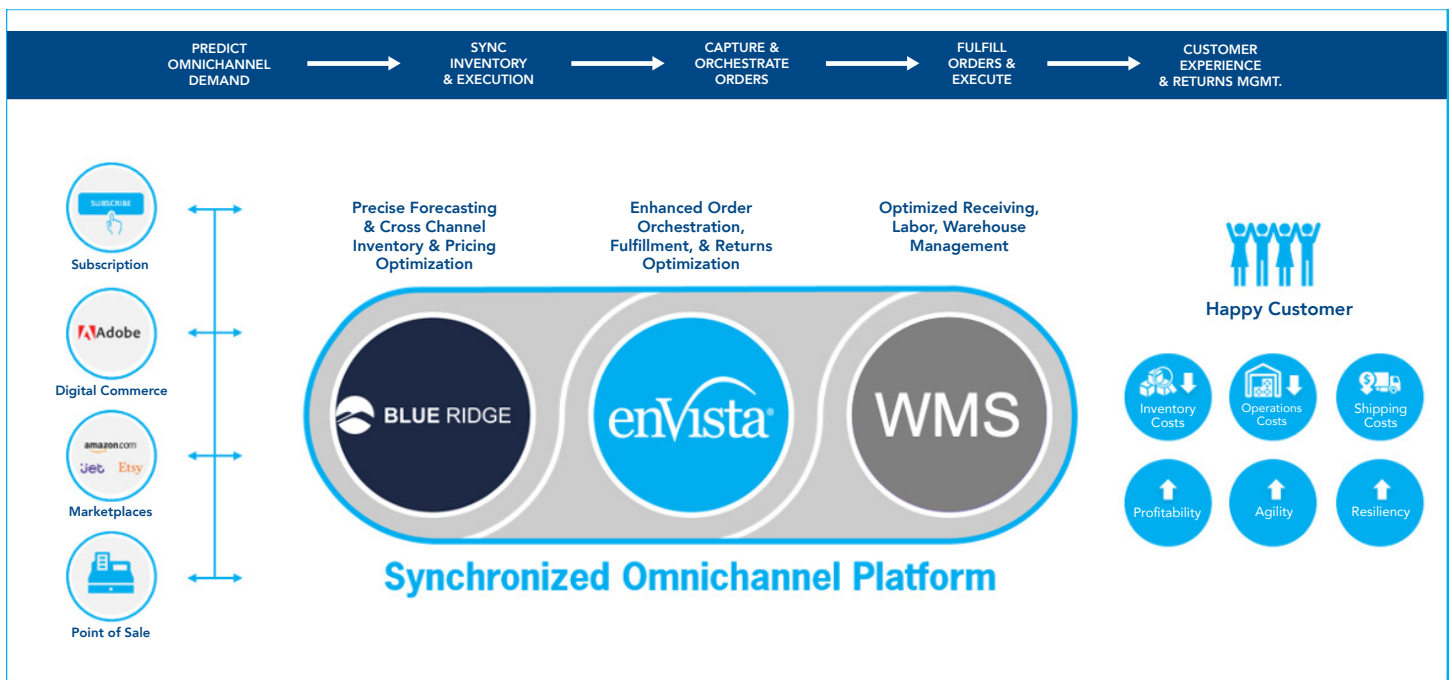 PREDICT
OMNICHANNEL
DEMAND
SYNC
INVENTORY
& EXECUTION
CAPTURE &
ORCHESTRATE
ORDERS
FULFILL
ORDERS &
EXECUTE
CUSTOMER
EXPERIENCE
& RETURNS MGMT.
SUBSCRIBE
Subscription
Adobe
Digital Commerce
amazon.com
Jet Etsy
Marketplaces
Point of Sale
Precise Forecasting
& Cross Channel
Inventory & Pricing
Optimization
Enhanced Order
Orchestration,
Fulfillment, & Returns
Optimization
Optimized Receiving,
Labor, Warehouse
Management
BLUE RIDGE
enVista®
WMS
Synchronized Omnichannel Platform
Happy Customer
Inventory
Costs
Operations
Costs
$
Shipping
Costs
Profitability
Agility
Resiliency